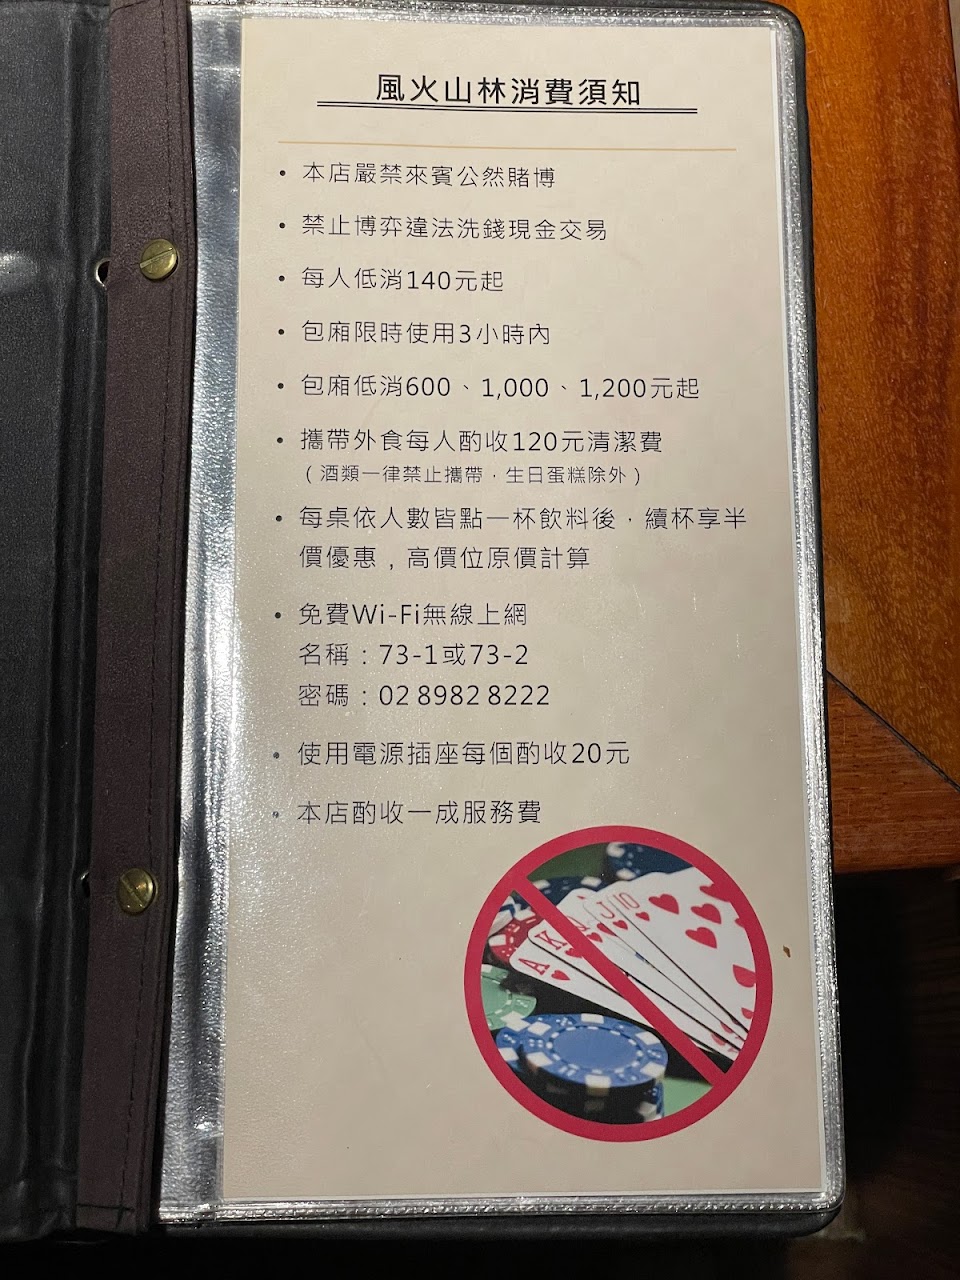 風火山林消費須知
• 本店嚴禁來賓公然賭博
• 禁止博弈違法洗錢現金交易
• 每人低消140元起
• 包廂限時使用3小時內
• 包廂低消600、1,000、1,200元起
• 攜帶外食每人酌收120元清潔費
（酒類一律禁止攜帶，生日蛋糕除外）
• 每桌依人數皆點一杯飲料後，續杯享半
價優惠，高價位原價計算
• 免費Wi-Fi無線上網
名稱：73-1或73-2
密碼：02 8982 8222
• 使用電源插座每個酌收20元
• 本店酌收一成服務費
A K J 10